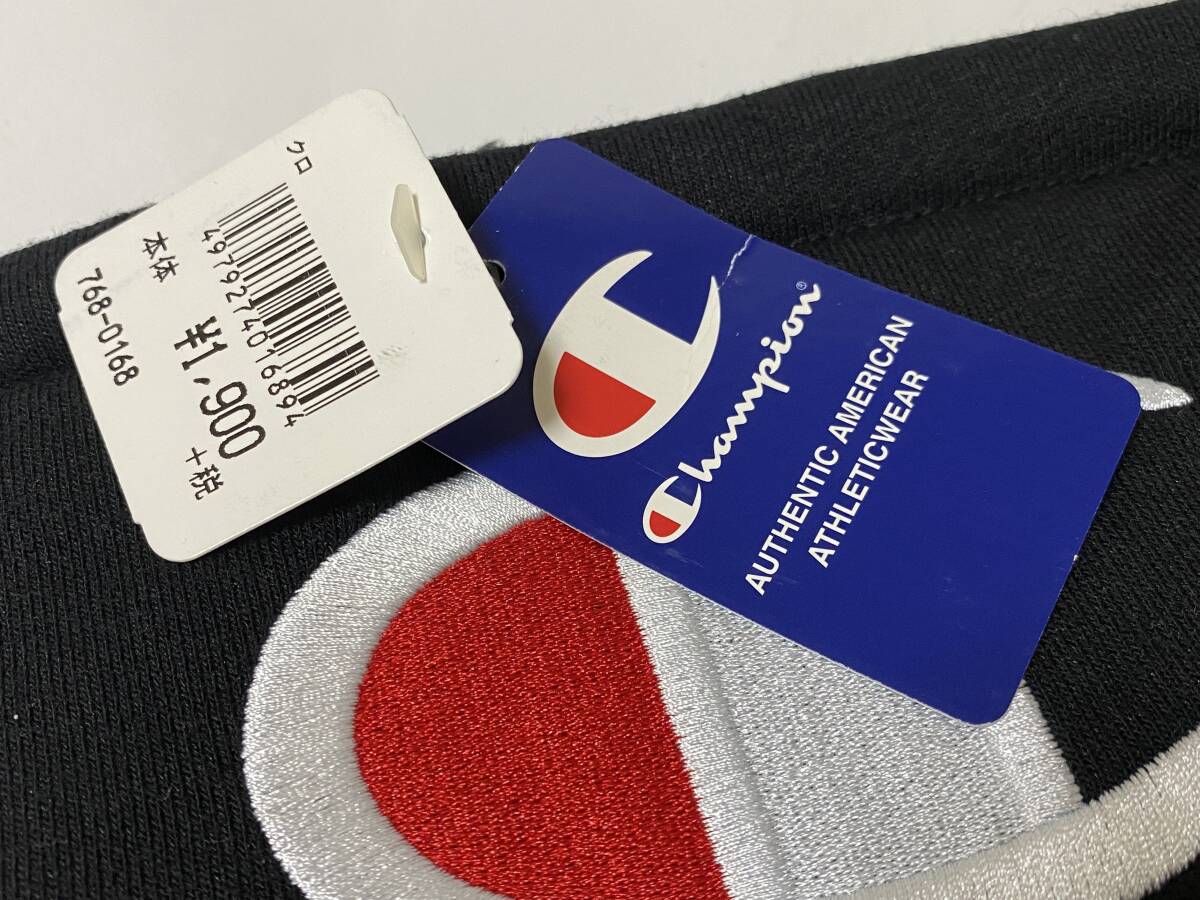 クロ
4979274016894
本体
¥1,900
+税
768-0168
Champion®
AUTHENTIC AMERICAN
ATHLETICWEAR